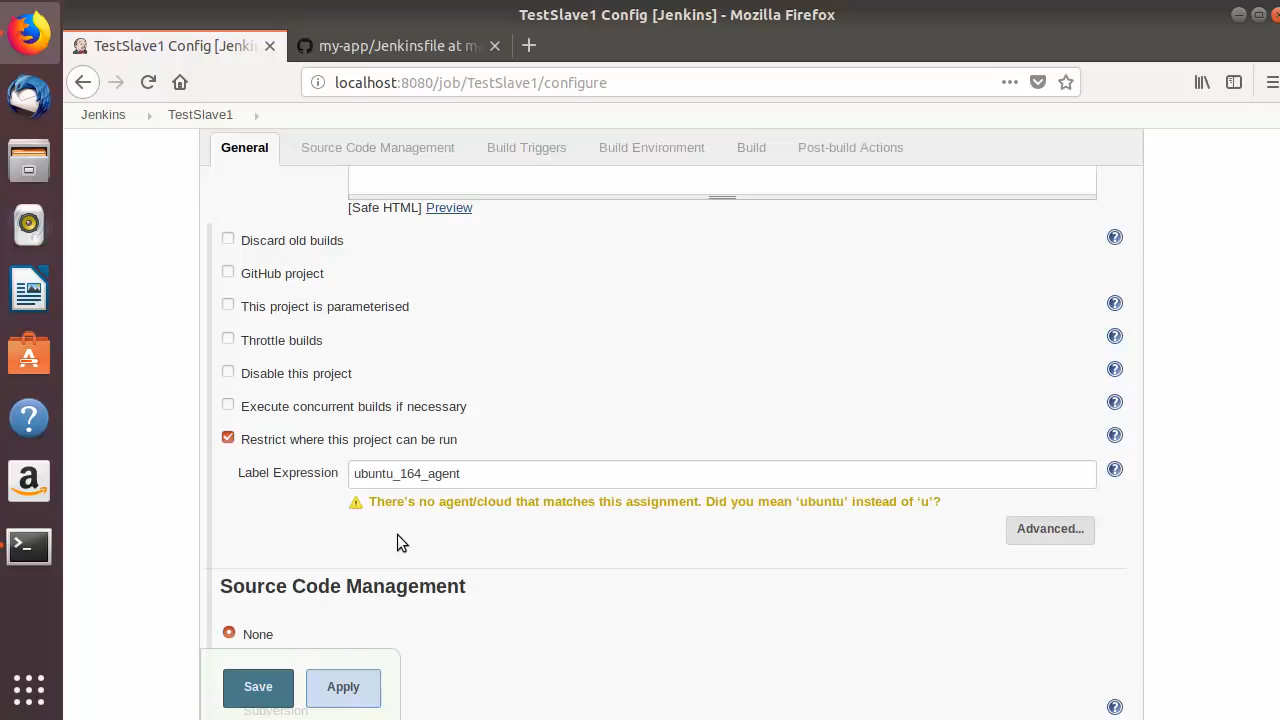 TestSlave1 Config [Jenkins] - Mozilla Firefox
TestSlave1 Config [Jenki
my-app/Jenkinsfile at m
localhost:8080/job/TestSlave1/configure
Jenkins
TestSlave1
General
Source Code Management
Build Triggers
Build Environment
Build
Post-build Actions
[Safe HTML] Preview
Discard old builds
GitHub project
This project is parameterised
Throttle builds
Disable this project
Execute concurrent builds if necessary
Restrict where this project can be run
Label Expression
ubuntu_164_agent
There's no agent/cloud that matches this assignment. Did you mean ‘ubuntu’ instead of ‘u’?
Advanced...
Source Code Management
None
Save
Apply
Subversion